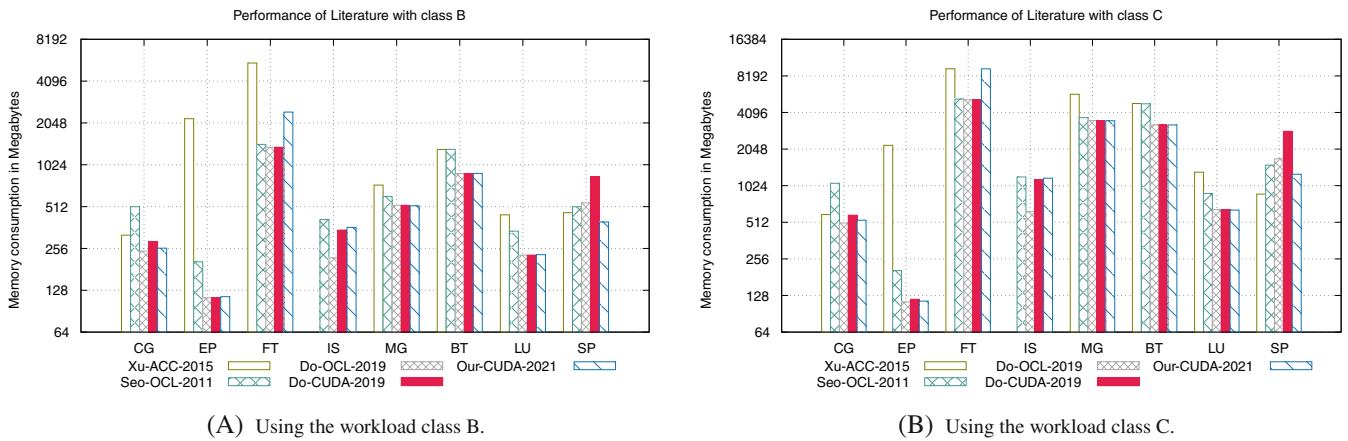 Performance of Literature with class B
Memory consumption in Megabytes
8192
4096
2048
1024
512
256
128
64
CG EP FT IS MG BT LU SP
Xu-ACC-2015 Do-OCL-2019 Our-CUDA-2021
Seo-OCL-2011 Do-CUDA-2019
(A) Using the workload class B.
Performance of Literature with class C
Memory consumption in Megabytes
16384
8192
4096
2048
1024
512
256
128
64
CG EP FT IS MG BT LU SP
Xu-ACC-2015 Do-OCL-2019 Our-CUDA-2021
Seo-OCL-2011 Do-CUDA-2019
(B) Using the workload class C.